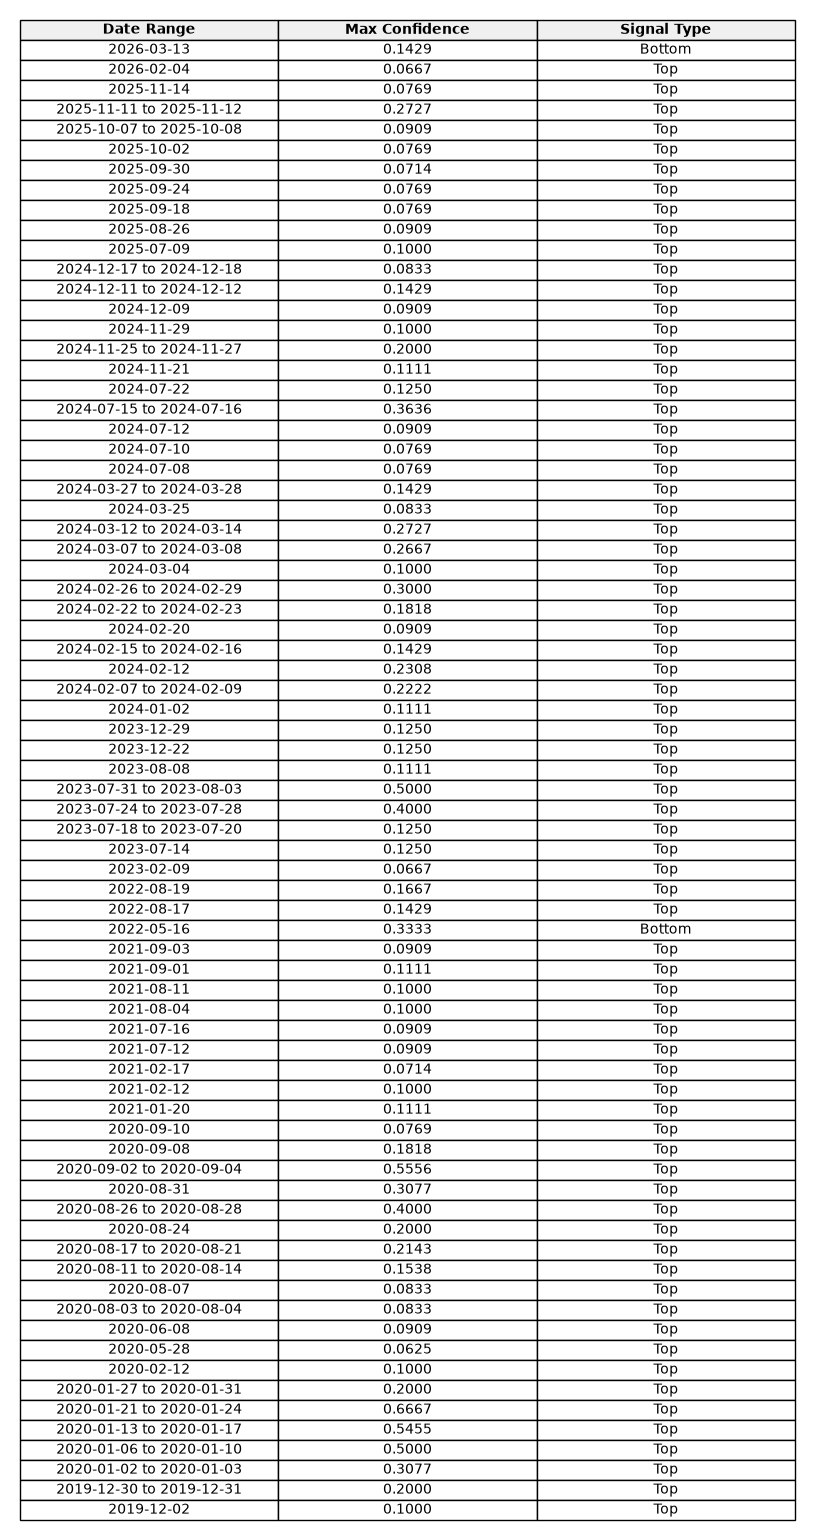 Date Range Max Confidence Signal Type
2026-03-13 0.1429 Bottom
2026-02-04 0.0667 Top
2025-11-14 0.0769 Top
2025-11-11 to 2025-11-12 0.2727 Top
2025-10-07 to 2025-10-08 0.0909 Top
2025-10-02 0.0769 Top
2025-09-30 0.0714 Top
2025-09-24 0.0769 Top
2025-09-18 0.0769 Top
2025-08-26 0.0909 Top
2025-07-09 0.1000 Top
2024-12-17 to 2024-12-18 0.0833 Top
2024-12-11 to 2024-12-12 0.1429 Top
2024-12-09 0.0909 Top
2024-11-29 0.1000 Top
2024-11-25 to 2024-11-27 0.2000 Top
2024-11-21 0.1111 Top
2024-07-22 0.1250 Top
2024-07-15 to 2024-07-16 0.3636 Top
2024-07-12 0.0909 Top
2024-07-10 0.0769 Top
2024-07-08 0.0769 Top
2024-03-27 to 2024-03-28 0.1429 Top
2024-03-25 0.0833 Top
2024-03-12 to 2024-03-14 0.2727 Top
2024-03-07 to 2024-03-08 0.2667 Top
2024-03-04 0.1000 Top
2024-02-26 to 2024-02-29 0.3000 Top
2024-02-22 to 2024-02-23 0.1818 Top
2024-02-20 0.0909 Top
2024-02-15 to 2024-02-16 0.1429 Top
2024-02-12 0.2308 Top
2024-02-07 to 2024-02-09 0.2222 Top
2024-01-02 0.1111 Top
2023-12-29 0.1250 Top
2023-12-22 0.1250 Top
2023-08-08 0.1111 Top
2023-07-31 to 2023-08-03 0.5000 Top
2023-07-24 to 2023-07-28 0.4000 Top
2023-07-18 to 2023-07-20 0.1250 Top
2023-07-14 0.1250 Top
2023-02-09 0.0667 Top
2022-08-19 0.1667 Top
2022-08-17 0.1429 Top
2022-05-16 0.3333 Bottom
2021-09-03 0.0909 Top
2021-09-01 0.1111 Top
2021-08-11 0.1000 Top
2021-08-04 0.1000 Top
2021-07-16 0.0909 Top
2021-07-12 0.0909 Top
2021-02-17 0.0714 Top
2021-02-12 0.1000 Top
2021-01-20 0.1111 Top
2020-09-10 0.0769 Top
2020-09-08 0.1818 Top
2020-09-02 to 2020-09-04 0.5556 Top
2020-08-31 0.3077 Top
2020-08-26 to 2020-08-28 0.4000 Top
2020-08-24 0.2000 Top
2020-08-17 to 2020-08-21 0.2143 Top
2020-08-11 to 2020-08-14 0.1538 Top
2020-08-07 0.0833 Top
2020-08-03 to 2020-08-04 0.0833 Top
2020-06-08 0.0909 Top
2020-05-28 0.0625 Top
2020-02-12 0.1000 Top
2020-01-27 to 2020-01-31 0.2000 Top
2020-01-21 to 2020-01-24 0.6667 Top
2020-01-13 to 2020-01-17 0.5455 Top
2020-01-06 to 2020-01-10 0.5000 Top
2020-01-02 to 2020-01-03 0.3077 Top
2019-12-30 to 2019-12-31 0.2000 Top
2019-12-02 0.1000 Top